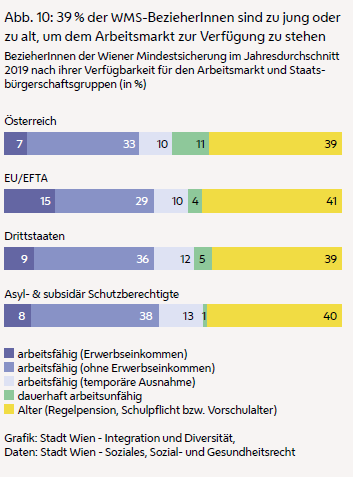 Abb. 10: 39 % der WMS-BezieherInnen sind zu jung oder
zu alt, um dem Arbeitsmarkt zur Verfügung zu stehen
BezieherInnen der Wiener Mindestsicherung im Jahresdurchschnitt
2019 nach ihrer Verfügbarkeit für den Arbeitsmarkt und Staats-
bürgerschaftsgruppen (in %)
Österreich
7 33 10 11 39
EU/EFTA
15 29 10 4 41
Drittstaaten
9 36 12 5 39
Asyl- & subsidär Schutzberechtigte
8 38 13 1 40
arbeitsfähig (Erwerbseinkommen)
arbeitsfähig (ohne Erwerbseinkommen)
arbeitsfähig (temporäre Ausnahme)
dauerhaft arbeitsunfähig
Alter (Regelpension, Schulpflicht bzw. Vorschulalter)
Grafik: Stadt Wien - Integration und Diversität,
Daten: Stadt Wien - Soziales, Sozial- und Gesundheitsrecht